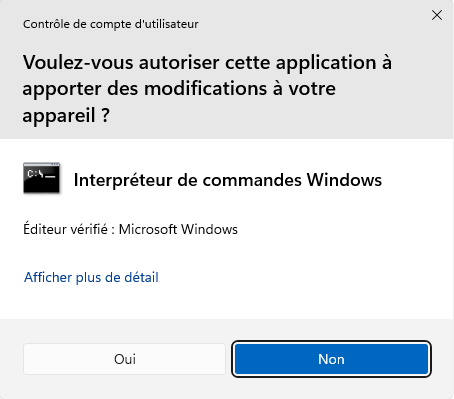 Contrôle de compte d'utilisateur
Voulez-vous autoriser cette application à
apporter des modifications à votre
appareil ?
C:\_
Interpréteur de commandes Windows
Éditeur vérifié : Microsoft Windows
Afficher plus de détail
Oui
Non